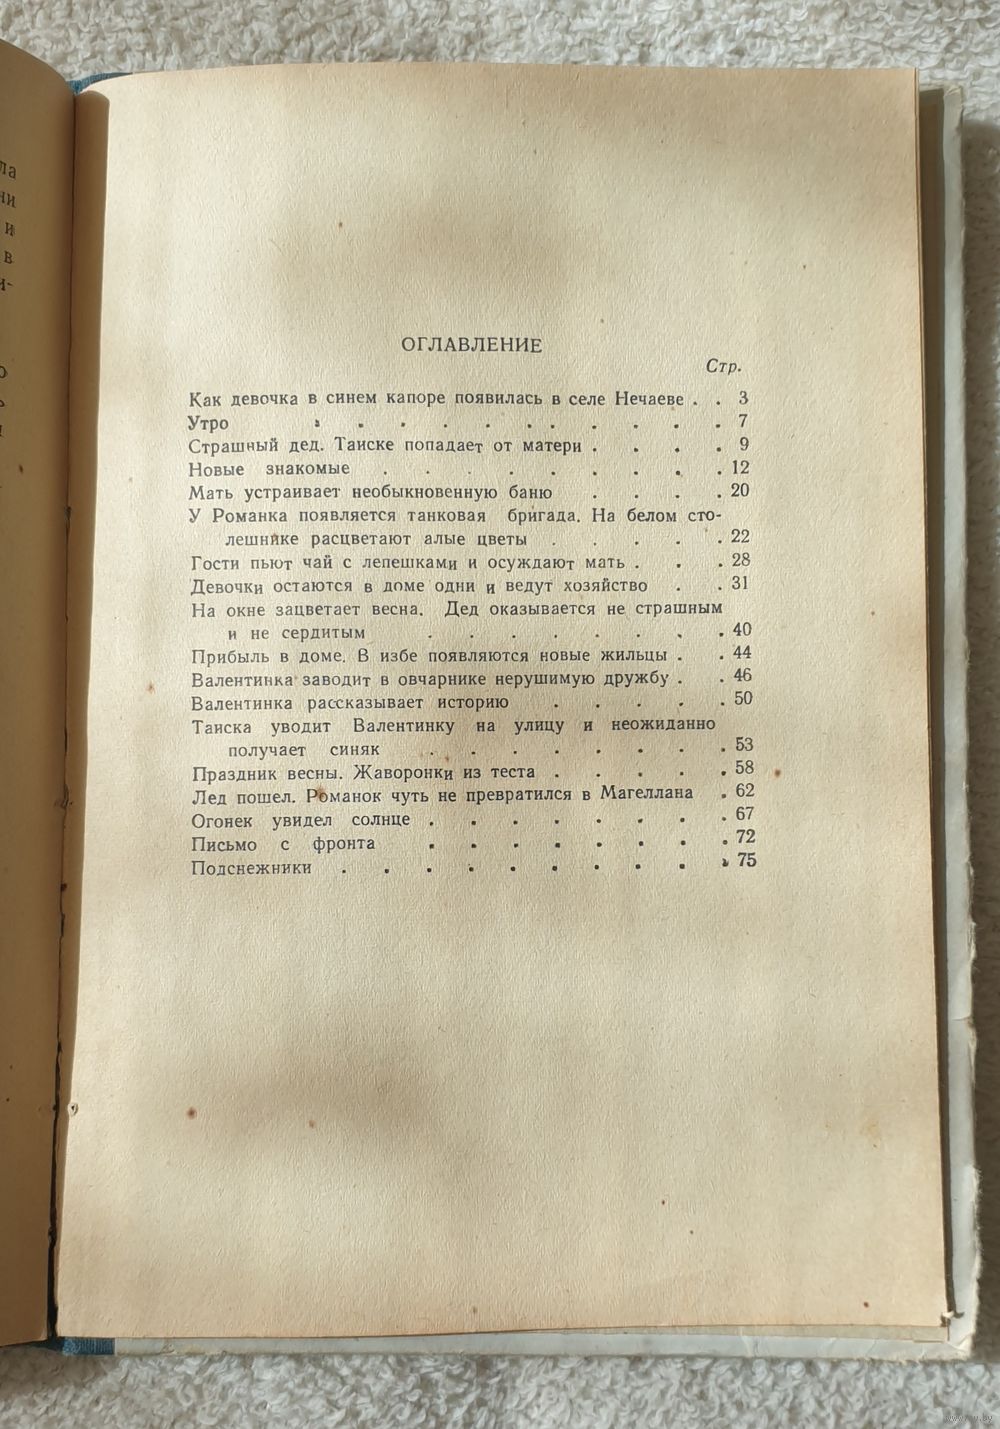 ла
ни
и
в
и-
о
ОГЛАВЛЕНИЕ
Стр.
Как девочка в синем капоре появилась в селе Нечаеве . . 3
Утро . . . . . . . . . . 7
Страшный дед. Таиске попадает от матери . . . . 9
Новые знакомые . . . . . . . . . 12
Мать устраивает необыкновенную баню . . . . 20
У Романка появляется танковая бригада. На белом сто-
лешнике расцветают алые цветы . . . . . 22
Гости пьют чай с лепешками и осуждают мать . . . 28
Девочки остаются в доме одни и ведут хозяйство . . 31
На окне зацветает весна. Дед оказывается не страшным
и не сердитым . . . . . . . . 40
Прибыль в доме. В избе появляются новые жильцы . . 44
Валентинка заводит в овчарнике нерушимую дружбу . . 46
Валентинка рассказывает историю . . . . . 50
Таиска уводит Валентинку на улицу и неожиданно
получает синяк . . . . . . . . 53
Праздник весны. Жаворонки из теста . . . . . 58
Лед пошел. Романок чуть не превратился в Магеллана . 62
Огонек увидел солнце . . . . . . . . 67
Письмо с фронта . . . . . . . . 72
Подснежники . . . . . . . . . . 75